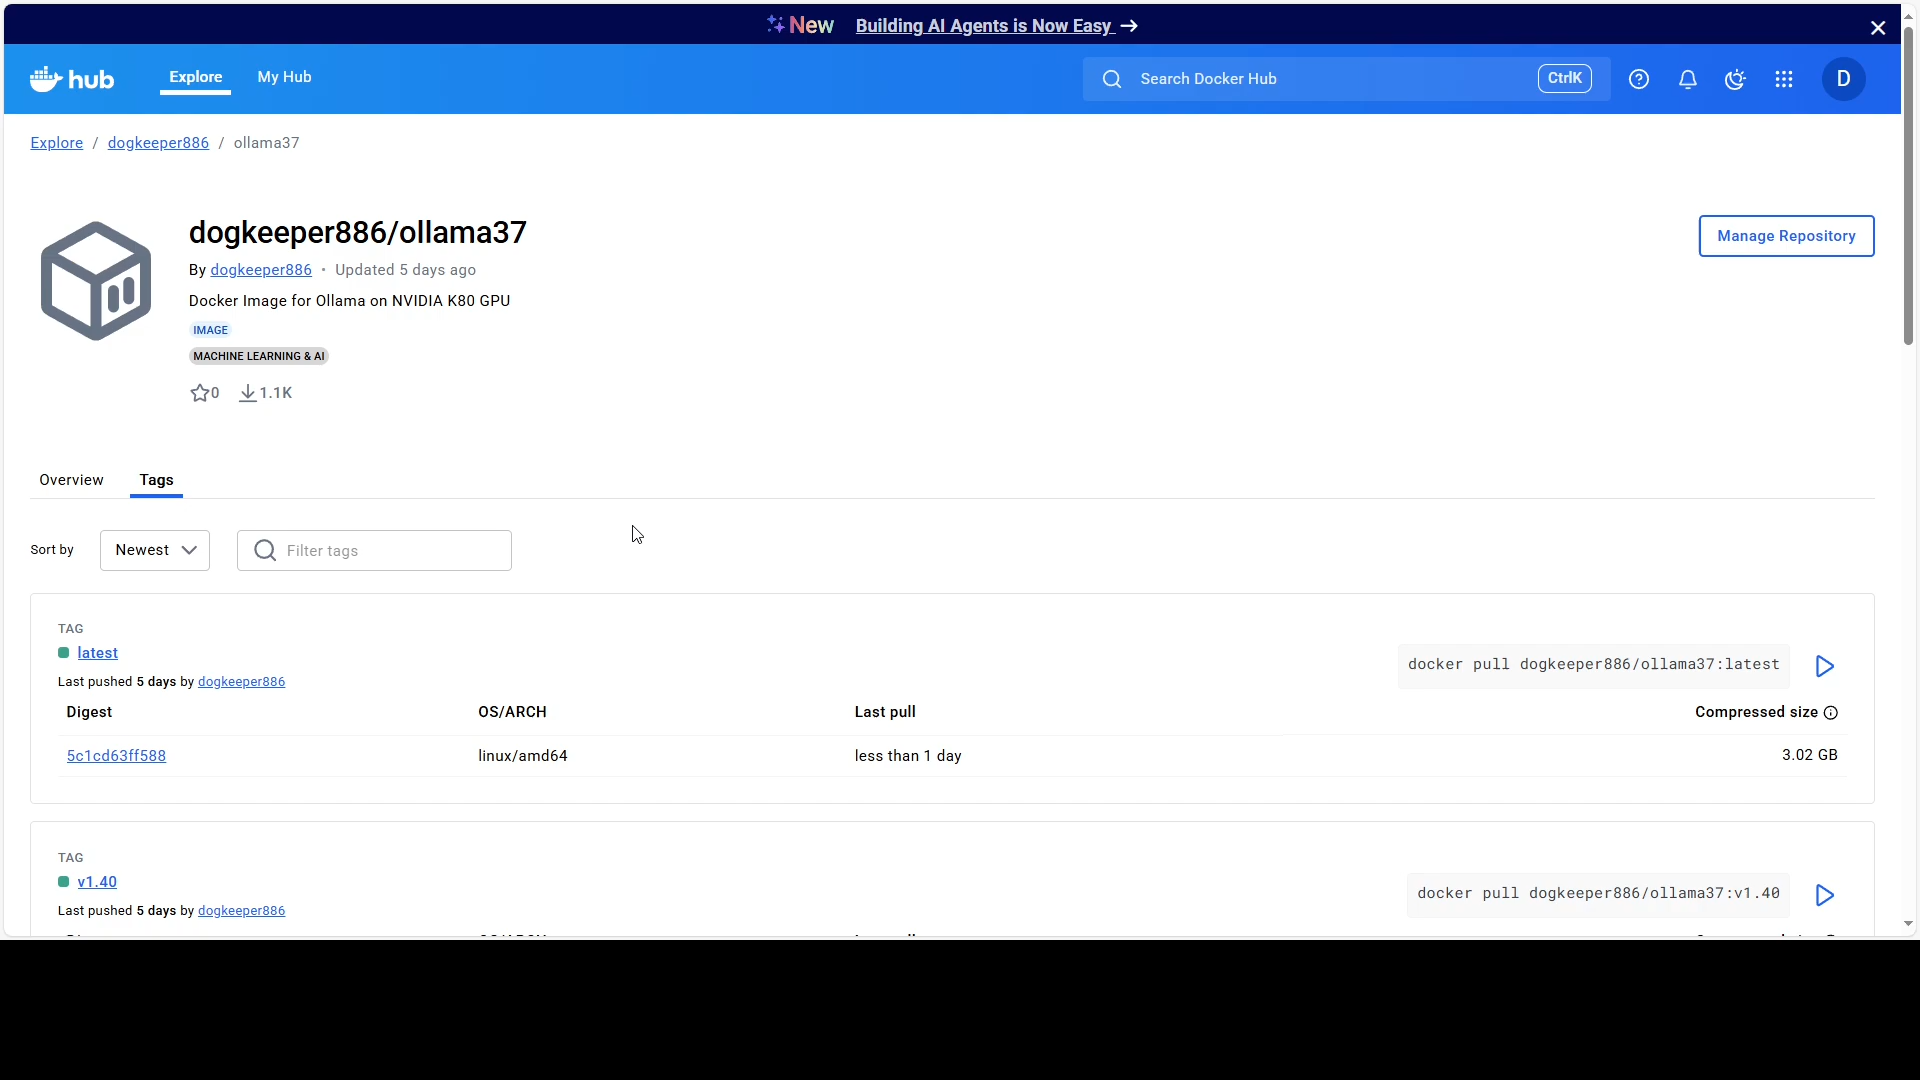 New Building AI Agents is Now Easy →
hub Explore My Hub Search Docker Hub CtrlK D
Explore / dogkeeper886 / ollama37
dogkeeper886/ollama37
Manage Repository
By dogkeeper886 • Updated 5 days ago
Docker Image for Ollama on NVIDIA K80 GPU
IMAGE
MACHINE LEARNING & AI
0 1.1K
Overview Tags
Sort by Newest Filter tags
TAG
latest
docker pull dogkeeper886/ollama37:latest
Last pushed 5 days by dogkeeper886
Digest OS/ARCH Last pull Compressed size
5c1cd63ff588 linux/amd64 less than 1 day 3.02 GB
TAG
v1.40
docker pull dogkeeper886/ollama37:v1.40
Last pushed 5 days by dogkeeper886